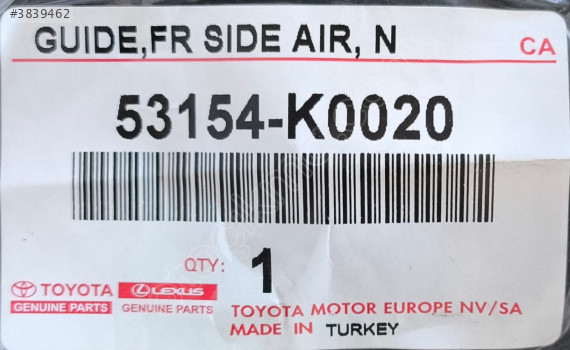 #3839462
GUIDE,FR SIDE AIR, N
CA
53154-K0020
QTY: 1
TOYOTA LEXUS
GENUINE PARTS GENUINE PARTS
TOYOTA MOTOR EUROPE NV/SA
MADE IN TURKEY